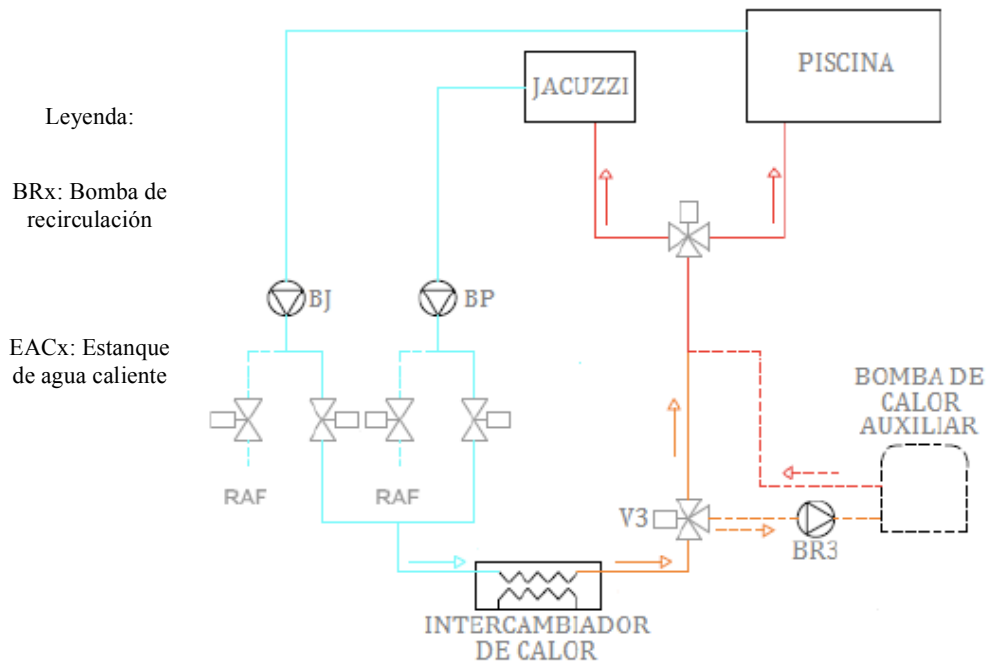 Leyenda:
BRx: Bomba de
recirculación
EACx: Estanque
de agua caliente
PISCINA
JACUZZI
BJ
BP
RAF
RAF
BOMBA DE
CALOR
AUXILIAR
V3
BR3
INTERCAMBIADOR
DE CALOR